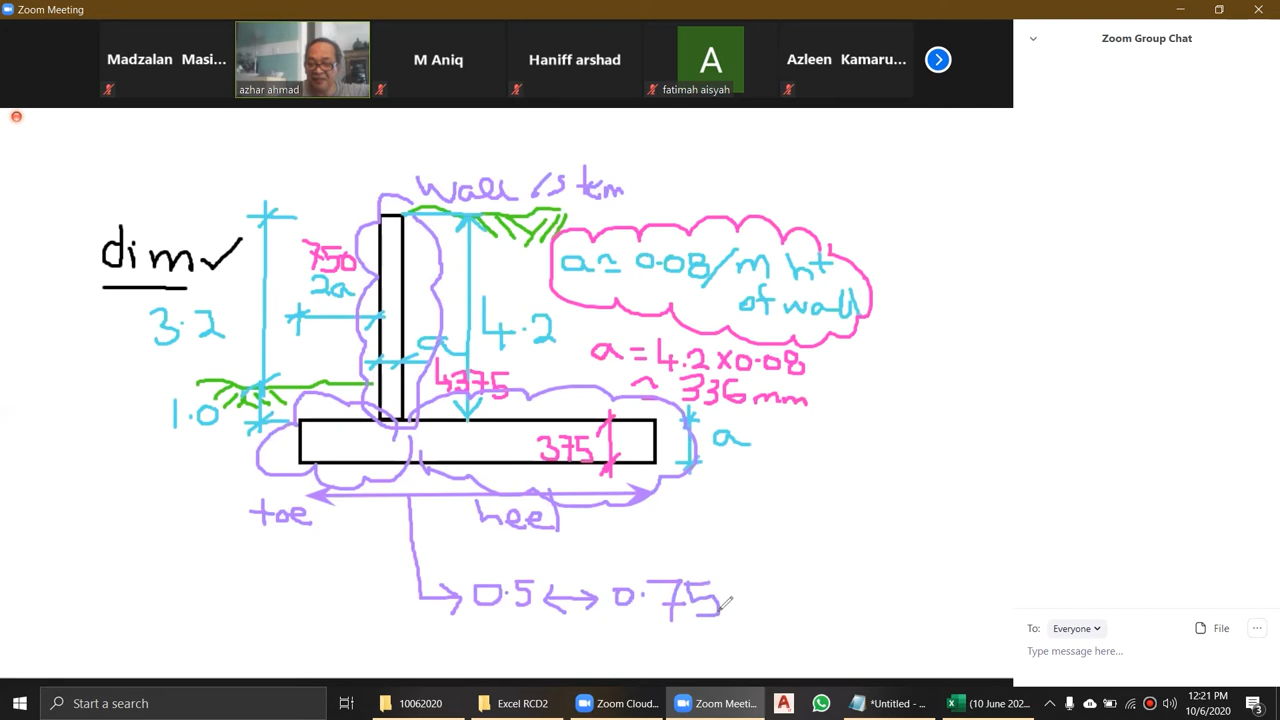 Zoom Meeting
Madzalan Masi...
azhar ahmad
M Aniq
Haniff arshad
A
fatimah aisyah
Azleen Kamaru...
Zoom Group Chat
wall / stem
dim ✓
750
2a
a ≃ 0.08/m ht
of wall
3.2
4.2
a
a = 4.2 × 0.08
≃ 336 mm
4375
1.0
375
a
toe
heel
0.5 ↔ 0.75
To: Everyone
File
...
Type message here...
Start a search
10062020
Excel RCD2
Zoom Cloud...
Zoom Meeti...
*Untitled - ...
(10 June 202...
12:21 PM
10/6/2020
3